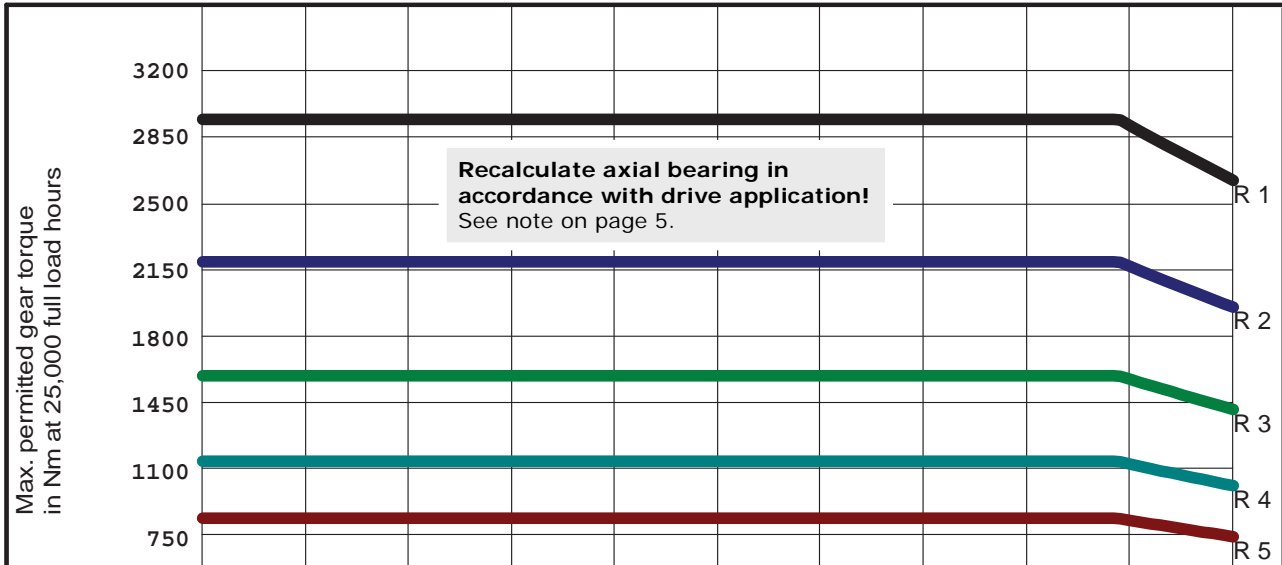 Max. permitted gear torque
in Nm at 25,000 full load hours
3200
2850
2500
2150
1800
1450
1100
750
Recalculate axial bearing in
accordance with drive application!
See note on page 5.
R 1
R 2
R 3
R 4
R 5